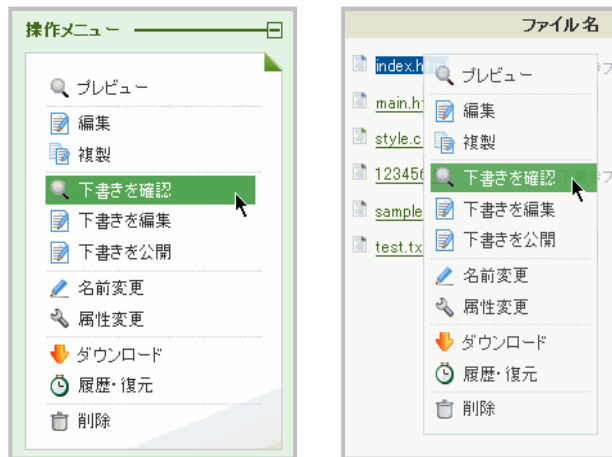 操作メニュー
プレビュー
編集
複製
下書きを確認
下書きを編集
下書きを公開
名前変更
属性変更
ダウンロード
履歴・復元
削除
ファイル名
index.h
main.h
style.c
123456
sample
test.tx
プレビュー
編集
複製
下書きを確認
下書きを編集
下書きを公開
名前変更
属性変更
ダウンロード
履歴・復元
削除